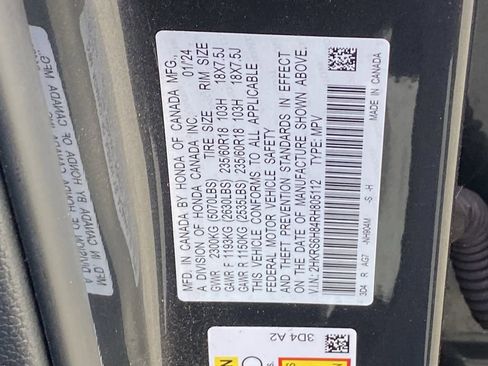 MFD. IN CANADA BY HONDA OF CANADA MFG.,
A DIVISION OF HONDA CANADA INC. 01/24
TIRE SIZE RIM SIZE
GVWR 2300KG (5070LBS)
GAWR F 1193KG (2630LBS) 235/60R18 103H 18X7.5J
GAWR R 1150KG (2535LBS) 235/60R18 103H 18X7.5J
THIS VEHICLE CONFORMS TO ALL APPLICABLE
FEDERAL MOTOR VEHICLE SAFETY
AND THEFT PREVENTION STANDARDS IN EFFECT
ON THE DATE OF MANUFACTURE SHOWN ABOVE.
V.I.N.: 2HKRS6H84RH805112 TYPE: MPV
3D4 R AG7 -NH904M -S -H
MADE IN CANADA
3D4 A2